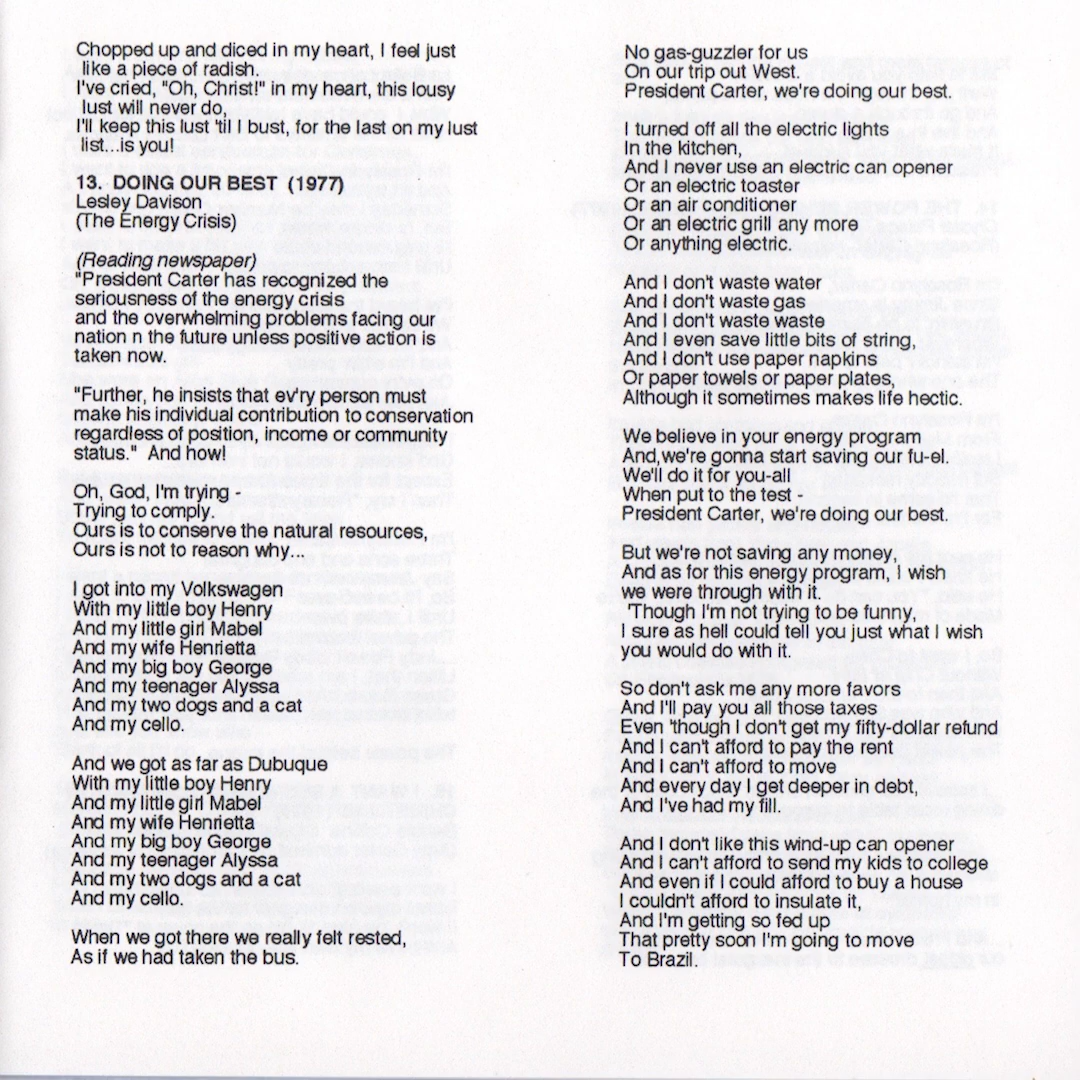 Chopped up and diced in my heart, I feel just
like a piece of radish.
I've cried, "Oh, Christ!" in my heart, this lousy
lust will never do,
I'll keep this lust 'til I bust, for the last on my lust
list...is you!
13. DOING OUR BEST (1977)
Lesley Davison
(The Energy Crisis)
(Reading newspaper)
"President Carter has recognized the
seriousness of the energy crisis
and the overwhelming problems facing our
nation n the future unless positive action is
taken now.
"Further, he insists that ev'ry person must
make his individual contribution to conservation
regardless of position, income or community
status." And how!
Oh, God, I'm trying -
Trying to comply.
Ours is to conserve the natural resources,
Ours is not to reason why...
I got into my Volkswagen
With my little boy Henry
And my little girl Mabel
And my wife Henrietta
And my big boy George
And my teenager Alyssa
And my two dogs and a cat
And my cello.
And we got as far as Dubuque
With my little boy Henry
And my little girl Mabel
And my wife Henrietta
And my big boy George
And my teenager Alyssa
And my two dogs and a cat
And my cello.
When we got there we really felt rested,
As if we had taken the bus.
No gas-guzzler for us
On our trip out West.
President Carter, we're doing our best.
I turned off all the electric lights
In the kitchen,
And I never use an electric can opener
Or an electric toaster
Or an air conditioner
Or an electric grill any more
Or anything electric.
And I don't waste water
And I don't waste gas
And I don't waste waste
And I even save little bits of string,
And I don't use paper napkins
Or paper towels or paper plates,
Although it sometimes makes life hectic.
We believe in your energy program
And,we're gonna start saving our fu-el.
We'll do it for you-all
When put to the test -
President Carter, we're doing our best.
But we're not saving any money,
And as for this energy program, I wish
we were through with it.
'Though I'm not trying to be funny,
I sure as hell could tell you just what I wish
you would do with it.
So don't ask me any more favors
And I'll pay you all those taxes
Even 'though I don't get my fifty-dollar refund
And I can't afford to pay the rent
And I can't afford to move
And every day I get deeper in debt,
And I've had my fill.
And I don't like this wind-up can opener
And I can't afford to send my kids to college
And even if I could afford to buy a house
I couldn't afford to insulate it,
And I'm getting so fed up
That pretty soon I'm going to move
To Brazil.